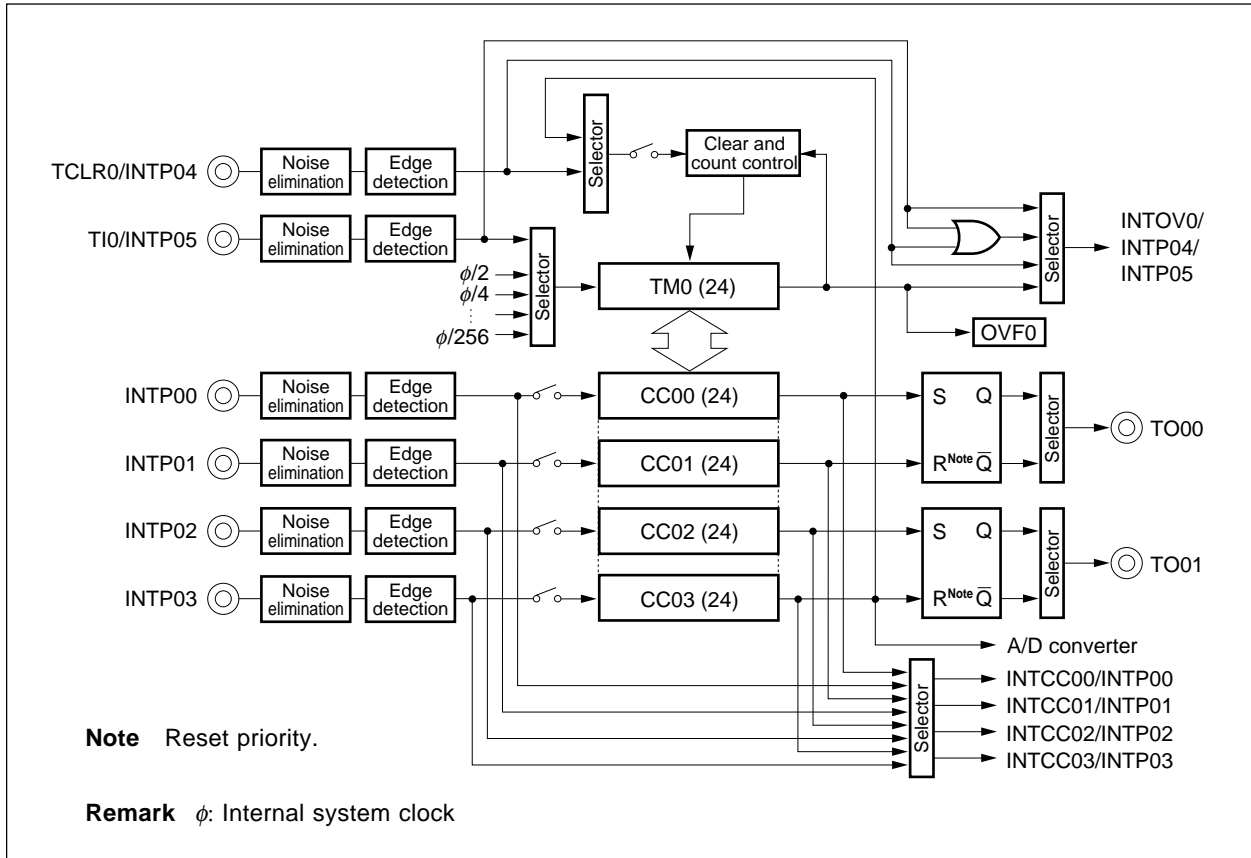 TCLR0/INTP04
Noise elimination
Edge detection
Selector
Clear and count control
TI0/INTP05
Noise elimination
Edge detection
φ/2
φ/4
φ/256
Selector
TM0 (24)
Selector
INTOV0/
INTP04/
INTP05
OVF0
INTP00
Noise elimination
Edge detection
CC00 (24)
S Q
Selector
TO00
INTP01
Noise elimination
Edge detection
CC01 (24)
R Note Q̅
INTP02
Noise elimination
Edge detection
CC02 (24)
S Q
Selector
TO01
INTP03
Noise elimination
Edge detection
CC03 (24)
R Note Q̅
A/D converter
Selector
INTCC00/INTP00
INTCC01/INTP01
INTCC02/INTP02
INTCC03/INTP03
Note Reset priority.
Remark φ: Internal system clock